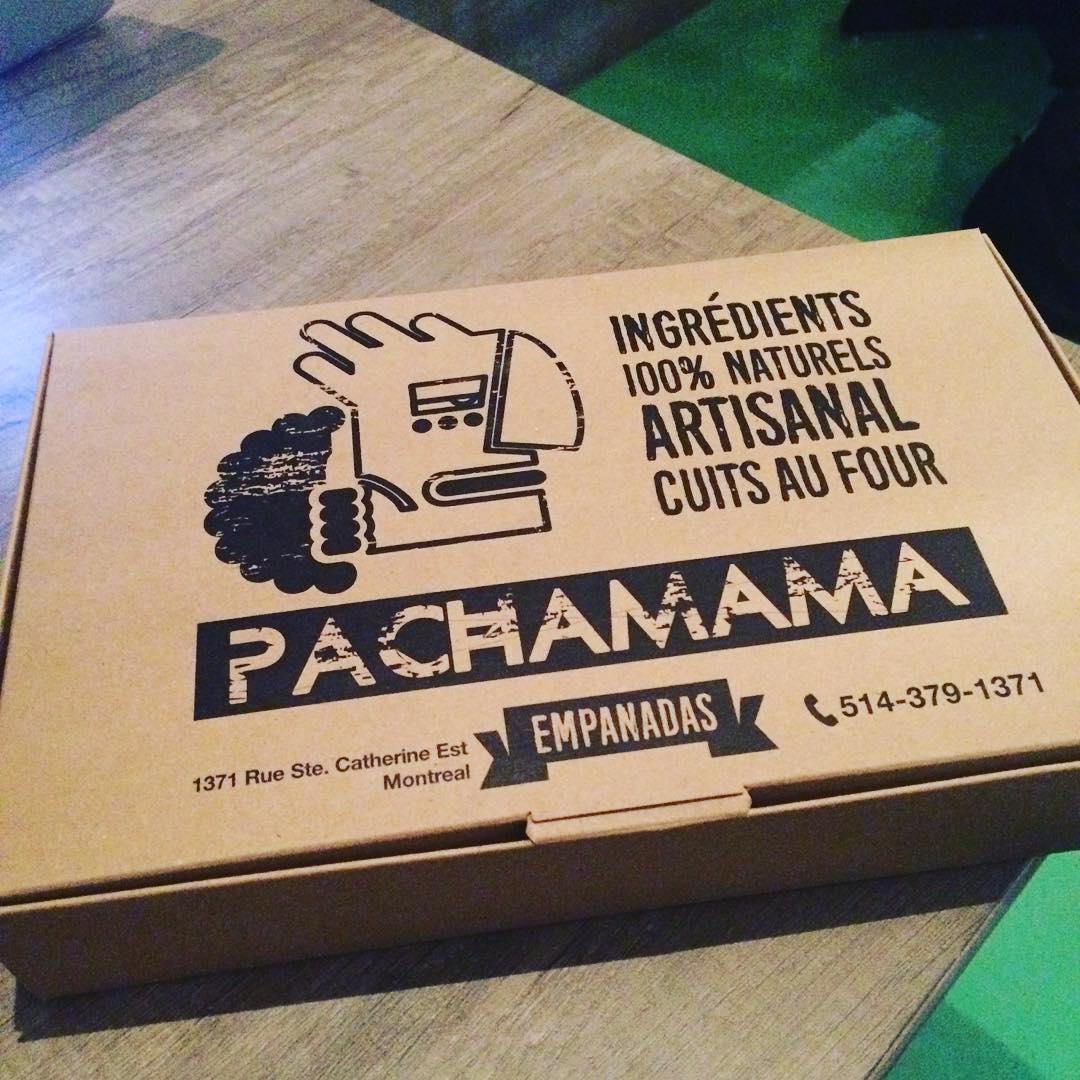 INGRÉDIENTS
100% NATURELS
ARTISANAL
CUITS AU FOUR
PACHAMAMA
EMPANADAS
1371 Rue Ste. Catherine Est
Montreal
514-379-1371